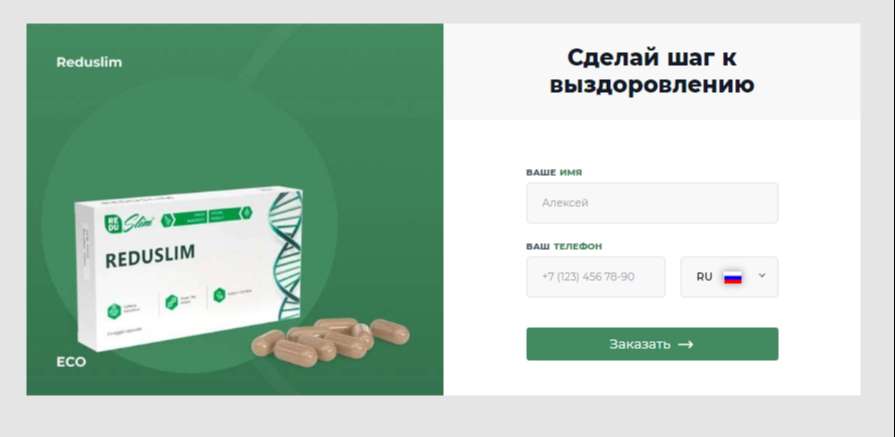 Reduslim
Сделай шаг к
выздоровлению
ВАШЕ ИМЯ
Алексей
ВАШ ТЕЛЕФОН
+7 (123) 456 78-90
RU
Заказать →
RE
DU
Slim
REDUSLIM
ECO